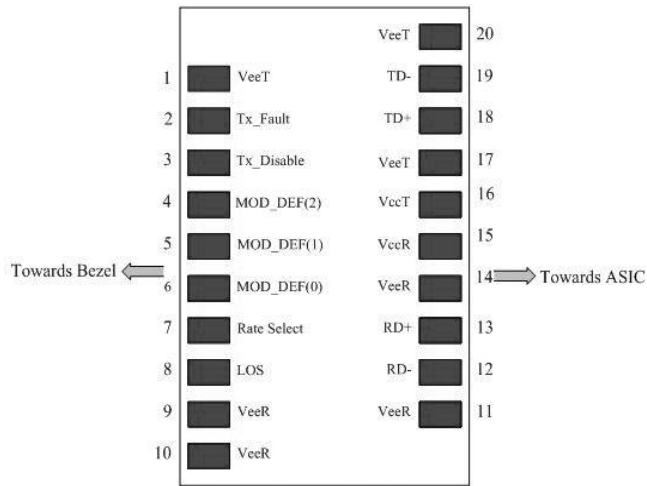 VeeT 20
1 VeeT TD- 19
2 Tx_Fault TD+ 18
3 Tx_Disable VeeT 17
4 MOD_DEF(2) VccT 16
5 MOD_DEF(1) VccR 15
Towards Bezel 6 MOD_DEF(0) VeeR 14 Towards ASIC
7 Rate Select RD+ 13
8 LOS RD- 12
9 VeeR VeeR 11
10 VeeR